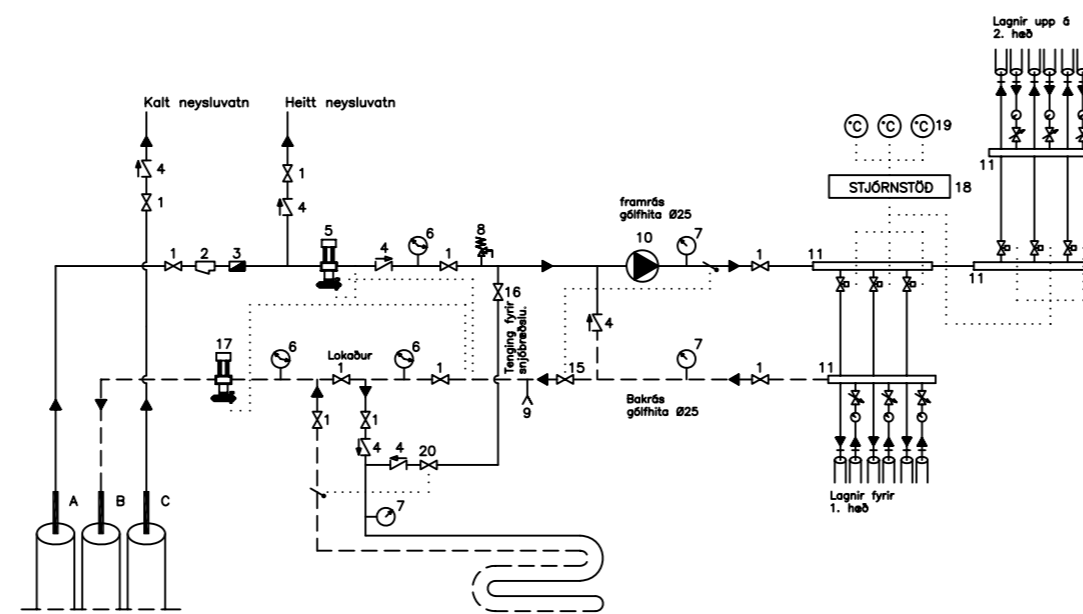 Lagnir upp á
2. hæð
Kalt neysluvatn
Heitt neysluvatn
°C °C °C 19
4
1
1
4
11
STJÓRNSTÖÐ 18
framrás
gólfhita Ø25
1 2 3 5 4 6 1 8 10 7 1 11 11
16
Tenging fyrir
snjóbræðslu.
4
17 6 Lokaður 1 6 1 15 7 1 11
9
Bakrás
gólfhita Ø25
1 1
4 4 20
7
A B C
Lagnir fyrir
1. hæð